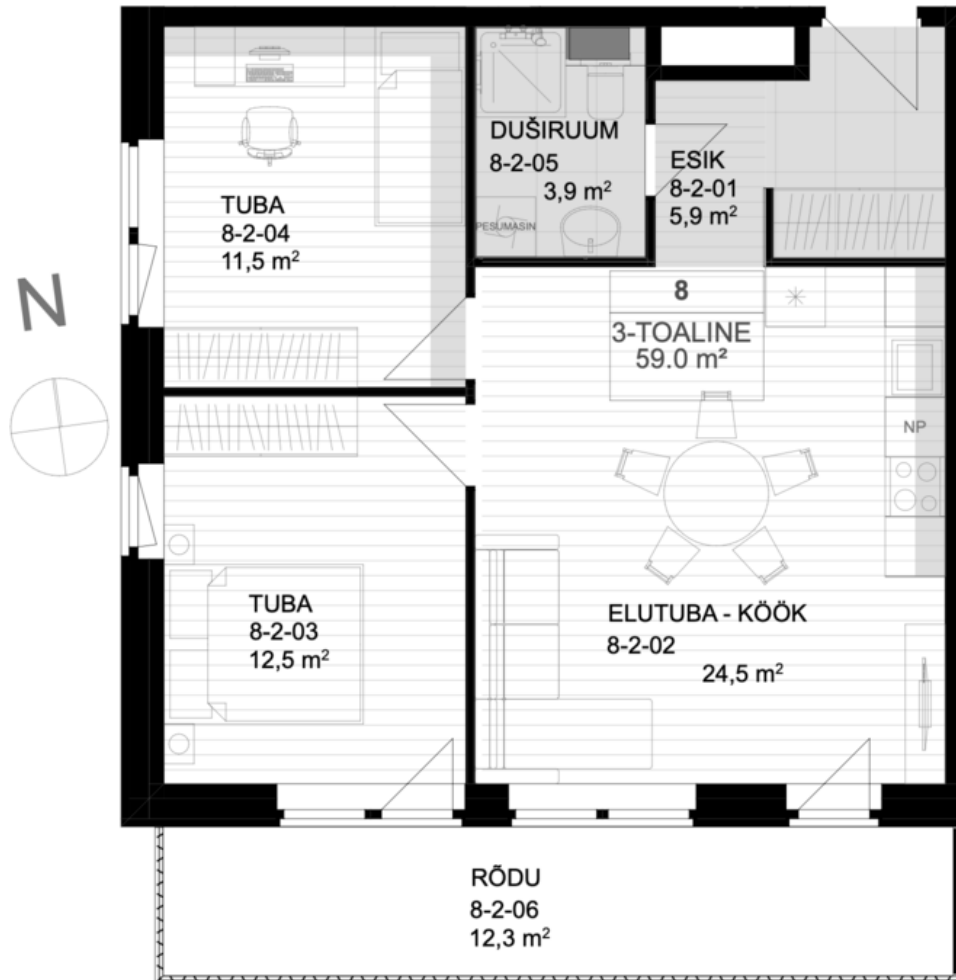 DUŠIRUUM
8-2-05
3,9 m²
ESIK
8-2-01
5,9 m²
TUBA
8-2-04
11,5 m²
PESUMASIN
N
8
3-TOALINE
59.0 m²
NP
TUBA
8-2-03
12,5 m²
ELUTUBA - KÖÖK
8-2-02
24,5 m²
RÕDU
8-2-06
12,3 m²